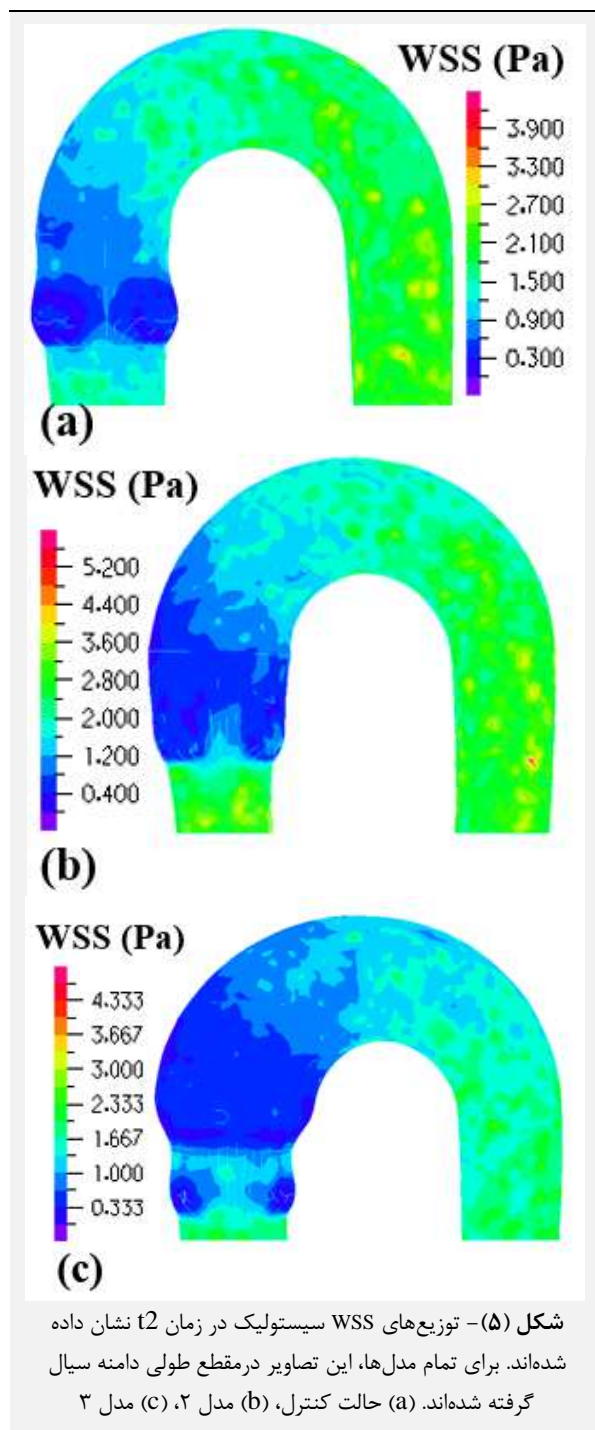 WSS (Pa)
3.900
3.300
2.700
2.100
1.500
0.900
0.300
(a)
WSS (Pa)
5.200
4.400
3.600
2.800
2.000
1.200
0.400
(b)
WSS (Pa)
4.333
3.667
3.000
2.333
1.667
1.000
0.333
(c)
شکل (۵)- توزیع‌های WSS سیستولیک در زمان t2 نشان داده
شده‌اند. برای تمام مدل‌ها، این تصاویر درمقطع طولی دامنه سیال
گرفته شده‌اند. (a) حالت کنترل، (b) مدل ۲، (c) مدل ۳